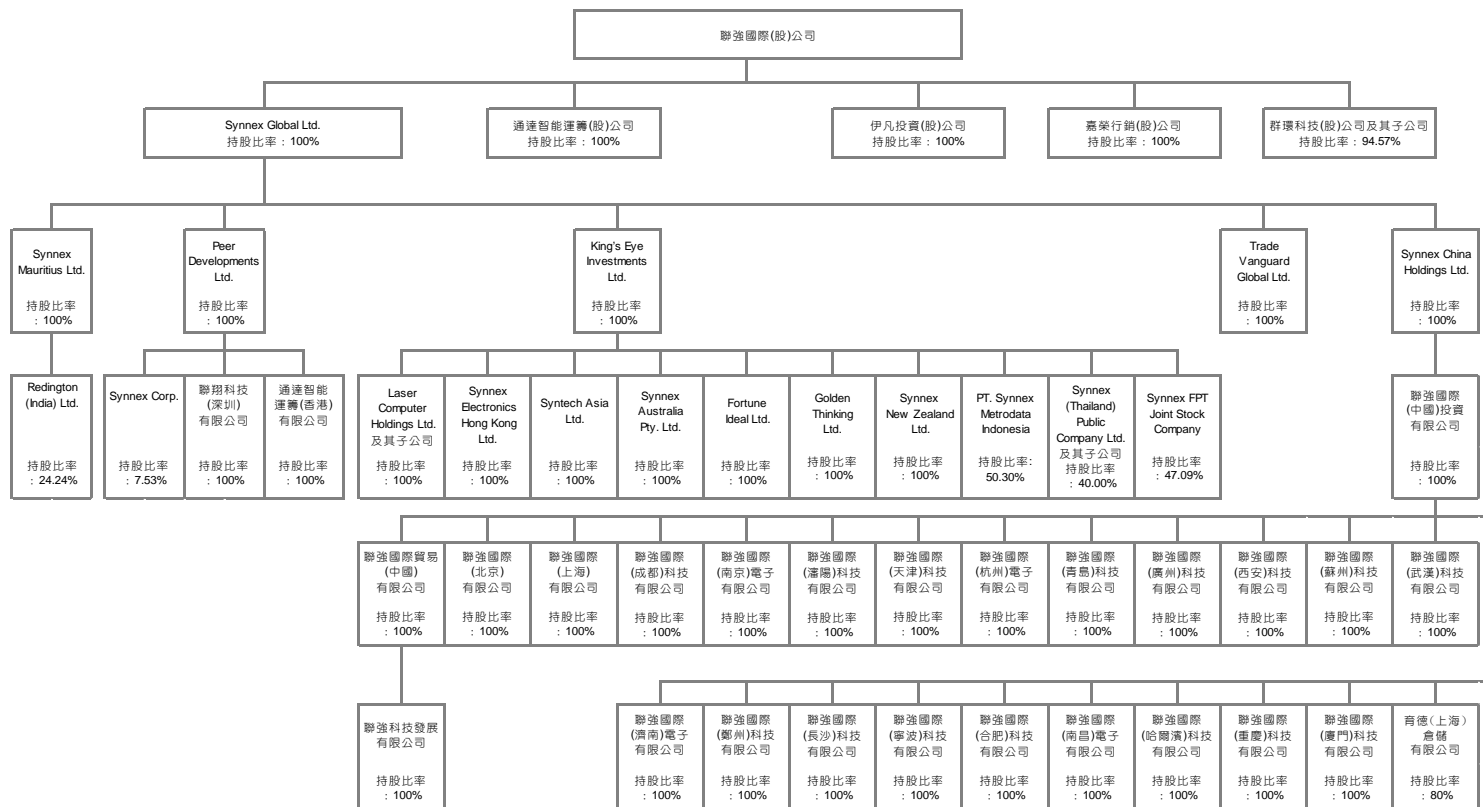 聯強國際(股)公司
Synnex Global Ltd.
持股比率：100%
通達智能運籌(股)公司
持股比率：100%
伊凡投資(股)公司
持股比率：100%
嘉榮行銷(股)公司
持股比率：100%
群環科技(股)公司及其子公司
持股比率：94.57%
Synnex
Mauritius Ltd.
持股比率
：100%
Peer
Developments
Ltd.
持股比率
：100%
King's Eye
Investments
Ltd.
持股比率
：100%
Trade
Vanguard
Global Ltd.
持股比率
：100%
Synnex China
Holdings Ltd.
持股比率
：100%
Redington
(India) Ltd.
持股比率
：24.24%
Synnex Corp.
持股比率
：7.53%
聯翔科技
(深圳)
有限公司
持股比率
：100%
通達智能
運籌(香港)
有限公司
持股比率
：100%
Laser
Computer
Holdings Ltd.
及其子公司
持股比率
：100%
Synnex
Electronics
Hong Kong
Ltd.
持股比率
：100%
Syntech Asia
Ltd.
持股比率
：100%
Synnex
Australia
Pty. Ltd.
持股比率
：100%
Fortune
Ideal Ltd.
持股比率
：100%
Golden
Thinking
Ltd.
持股比率
：100%
Synnex
New Zealand
Ltd.
持股比率
：100%
PT. Synnex
Metrodata
Indonesia
持股比率:
50.30%
Synnex
(Thailand)
Public
Company Ltd.
及其子公司
持股比率
：40.00%
Synnex FPT
Joint Stock
Company
持股比率
：47.09%
聯強國際
(中國)投資
有限公司
持股比率
：100%
聯強國際貿易
(中國)
有限公司
持股比率
：100%
聯強國際
(北京)
有限公司
持股比率
：100%
聯強國際
(上海)
有限公司
持股比率
：100%
聯強國際
(成都)科技
有限公司
持股比率
：100%
聯強國際
(南京)電子
有限公司
持股比率
：100%
聯強國際
(瀋陽)科技
有限公司
持股比率
：100%
聯強國際
(天津)科技
有限公司
持股比率
：100%
聯強國際
(杭州)電子
有限公司
持股比率
：100%
聯強國際
(青島)科技
有限公司
持股比率
：100%
聯強國際
(廣州)科技
有限公司
持股比率
：100%
聯強國際
(西安)科技
有限公司
持股比率
：100%
聯強國際
(蘇州)科技
有限公司
持股比率
：100%
聯強國際
(武漢)科技
有限公司
持股比率
：100%
聯強科技發展
有限公司
持股比率
：100%
聯強國際
(濟南)電子
有限公司
持股比率
：100%
聯強國際
(鄭州)科技
有限公司
持股比率
：100%
聯強國際
(長沙)科技
有限公司
持股比率
：100%
聯強國際
(寧波)科技
有限公司
持股比率
：100%
聯強國際
(合肥)科技
有限公司
持股比率
：100%
聯強國際
(南昌)電子
有限公司
持股比率
：100%
聯強國際
(哈爾濱)科技
有限公司
持股比率
：100%
聯強國際
(重慶)科技
有限公司
持股比率
：100%
聯強國際
(廈門)科技
有限公司
持股比率
：100%
育德(上海)
倉儲
有限公司
持股比率
：80%